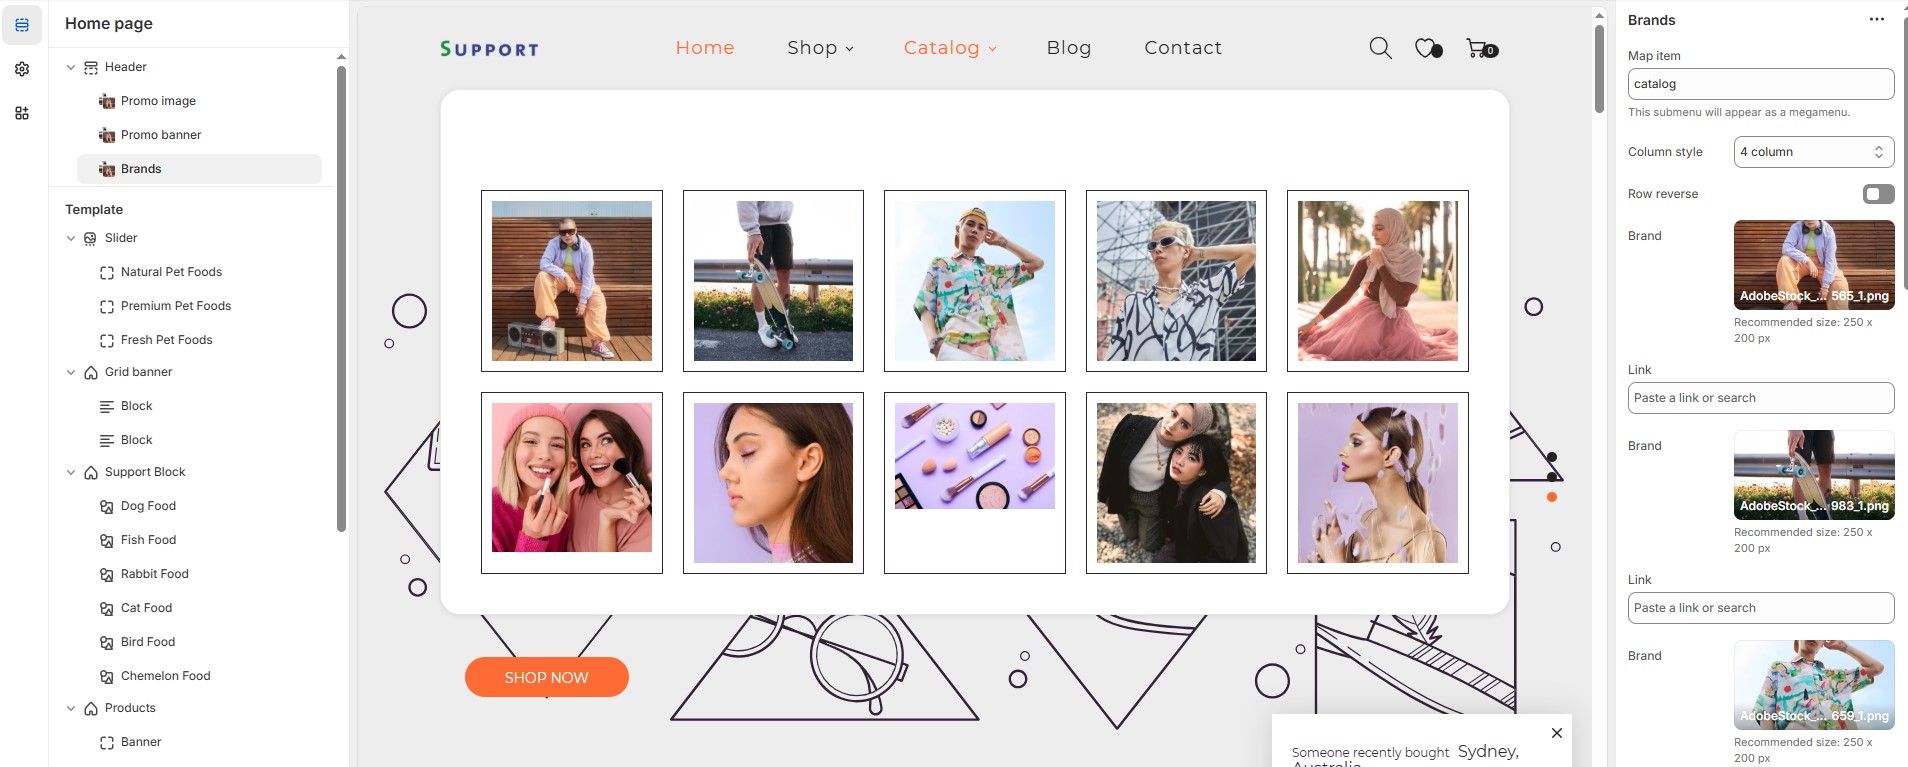 Home page
Header
Promo image
Promo banner
Brands
Template
Slider
Natural Pet Foods
Premium Pet Foods
Fresh Pet Foods
Grid banner
Block
Block
Support Block
Dog Food
Fish Food
Rabbit Food
Cat Food
Bird Food
Chemelon Food
Products
Banner
SUPPORT
Home
Shop
Catalog
Blog
Contact
0
SHOP NOW
Someone recently bought Sydney,
Australia
Brands
Map item
catalog
This submenu will appear as a megamenu.
Column style
4 column
Row reverse
Brand
AdobeStock_... 565_1.png
Recommended size: 250 x
200 px
Link
Paste a link or search
Brand
AdobeStock_... 983_1.png
Recommended size: 250 x
200 px
Link
Paste a link or search
Brand
AdobeStock_... 659_1.png
Recommended size: 250 x
200 px